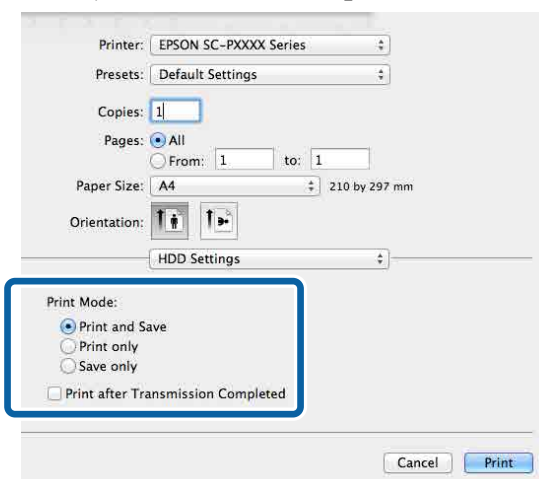 Printer: EPSON SC-PXXXX Series
Presets: Default Settings
Copies: 1
Pages: All
From: 1 to: 1
Paper Size: A4 210 by 297 mm
Orientation:
HDD Settings
Print Mode:
Print and Save
Print only
Save only
Print after Transmission Completed
Cancel Print